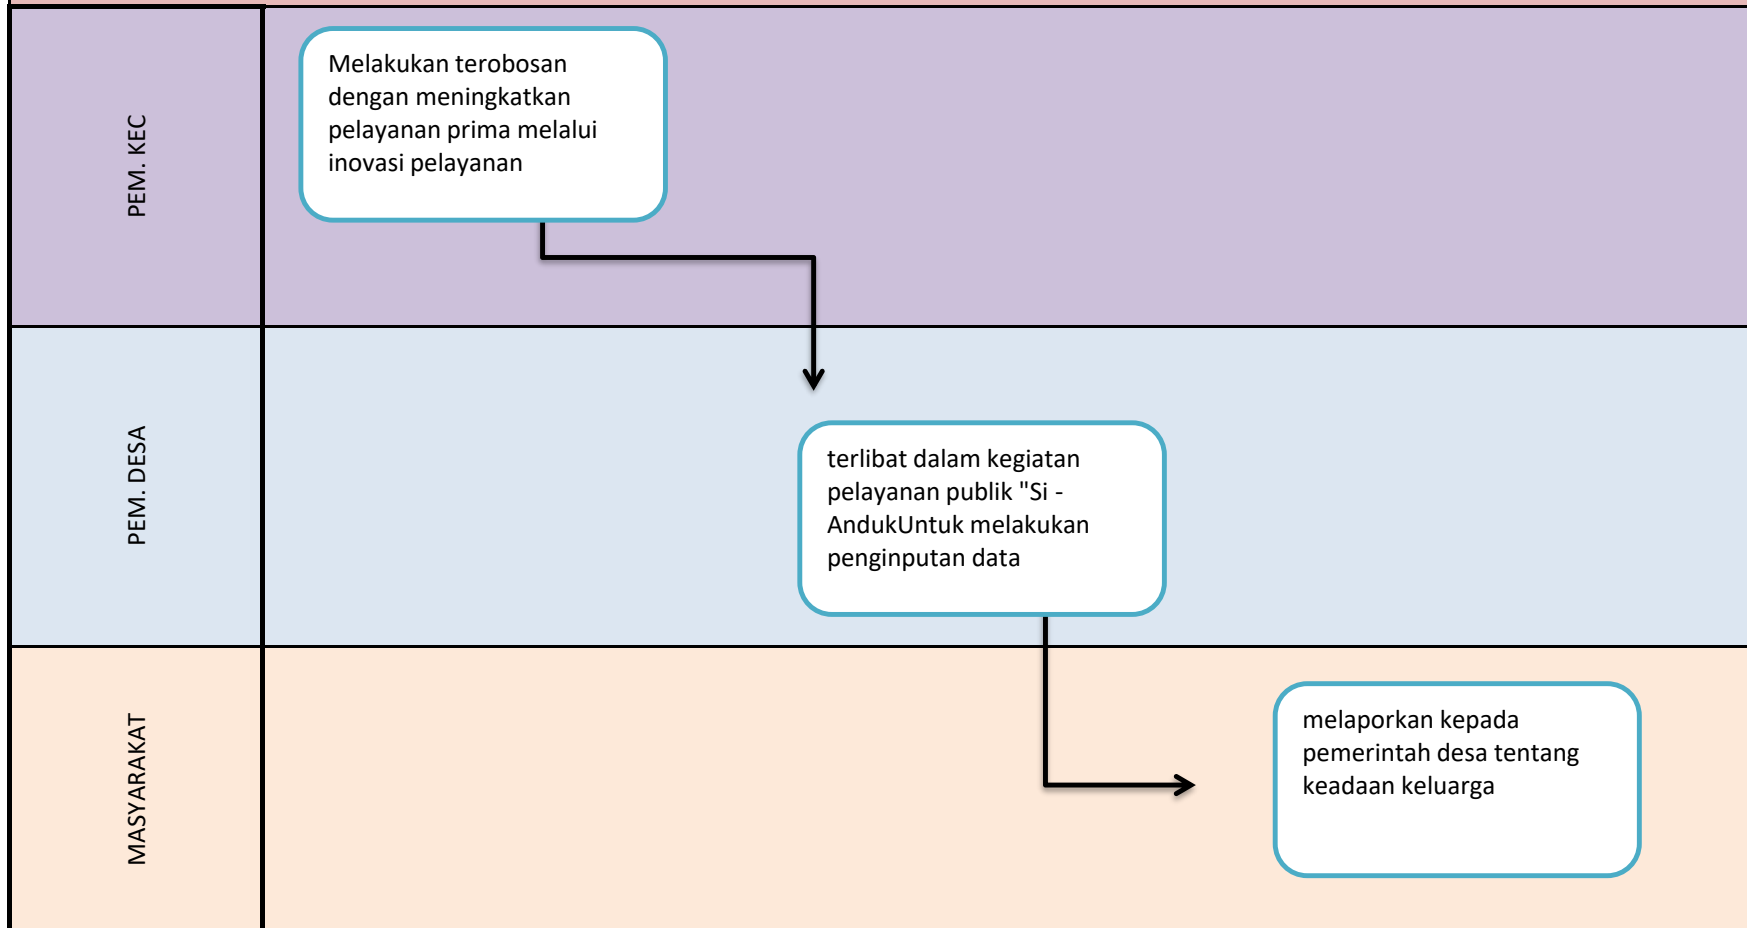 PEM. KEC
Melakukan terobosan
dengan meningkatkan
pelayanan prima melalui
inovasi pelayanan
PEM. DESA
terlibat dalam kegiatan
pelayanan publik "Si -
AndukUntuk melakukan
penginputan data
MASYARAKAT
melaporkan kepada
pemerintah desa tentang
keadaan keluarga